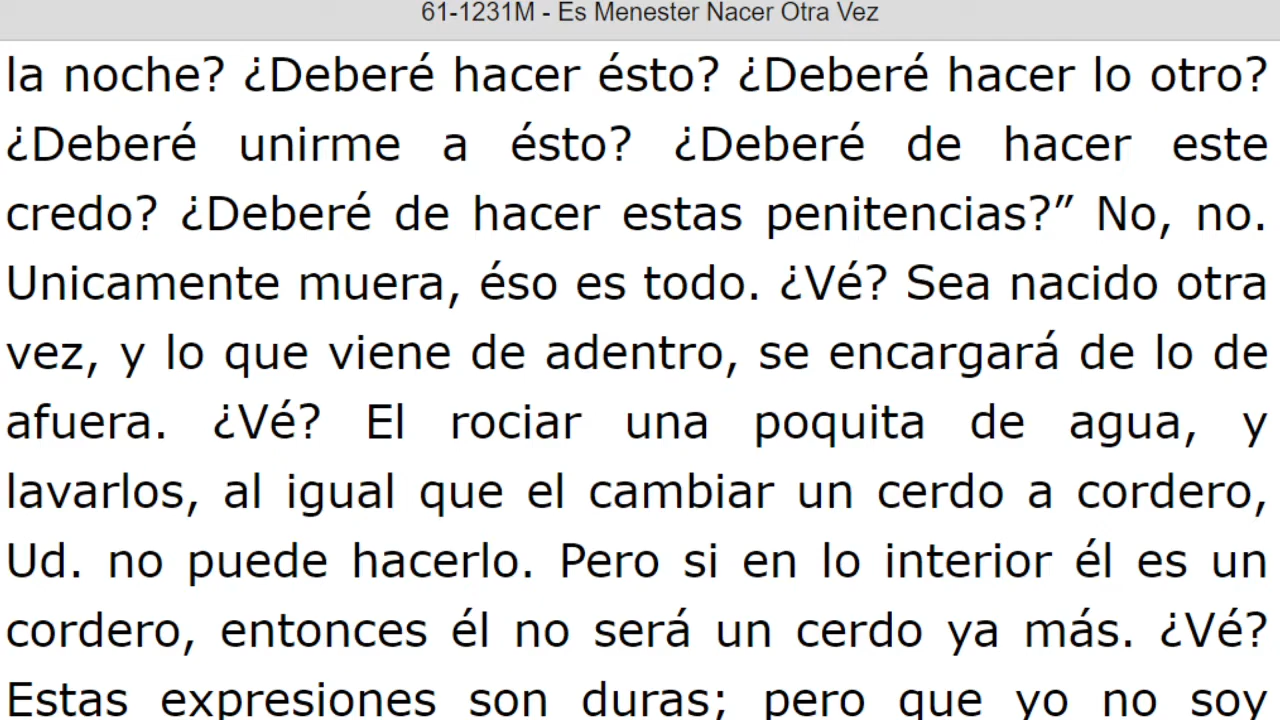 61-1231M - Es Menester Nacer Otra Vez
la noche? ¿Deberé hacer ésto? ¿Deberé hacer lo otro?
¿Deberé unirme a ésto? ¿Deberé de hacer este
credo? ¿Deberé de hacer estas penitencias?” No, no.
Unicamente muera, éso es todo. ¿Vé? Sea nacido otra
vez, y lo que viene de adentro, se encargará de lo de
afuera. ¿Vé? El rociar una poquita de agua, y
lavarlos, al igual que el cambiar un cerdo a cordero,
Ud. no puede hacerlo. Pero si en lo interior él es un
cordero, entonces él no será un cerdo ya más. ¿Vé?
Estas expresiones son duras; pero que yo no soy